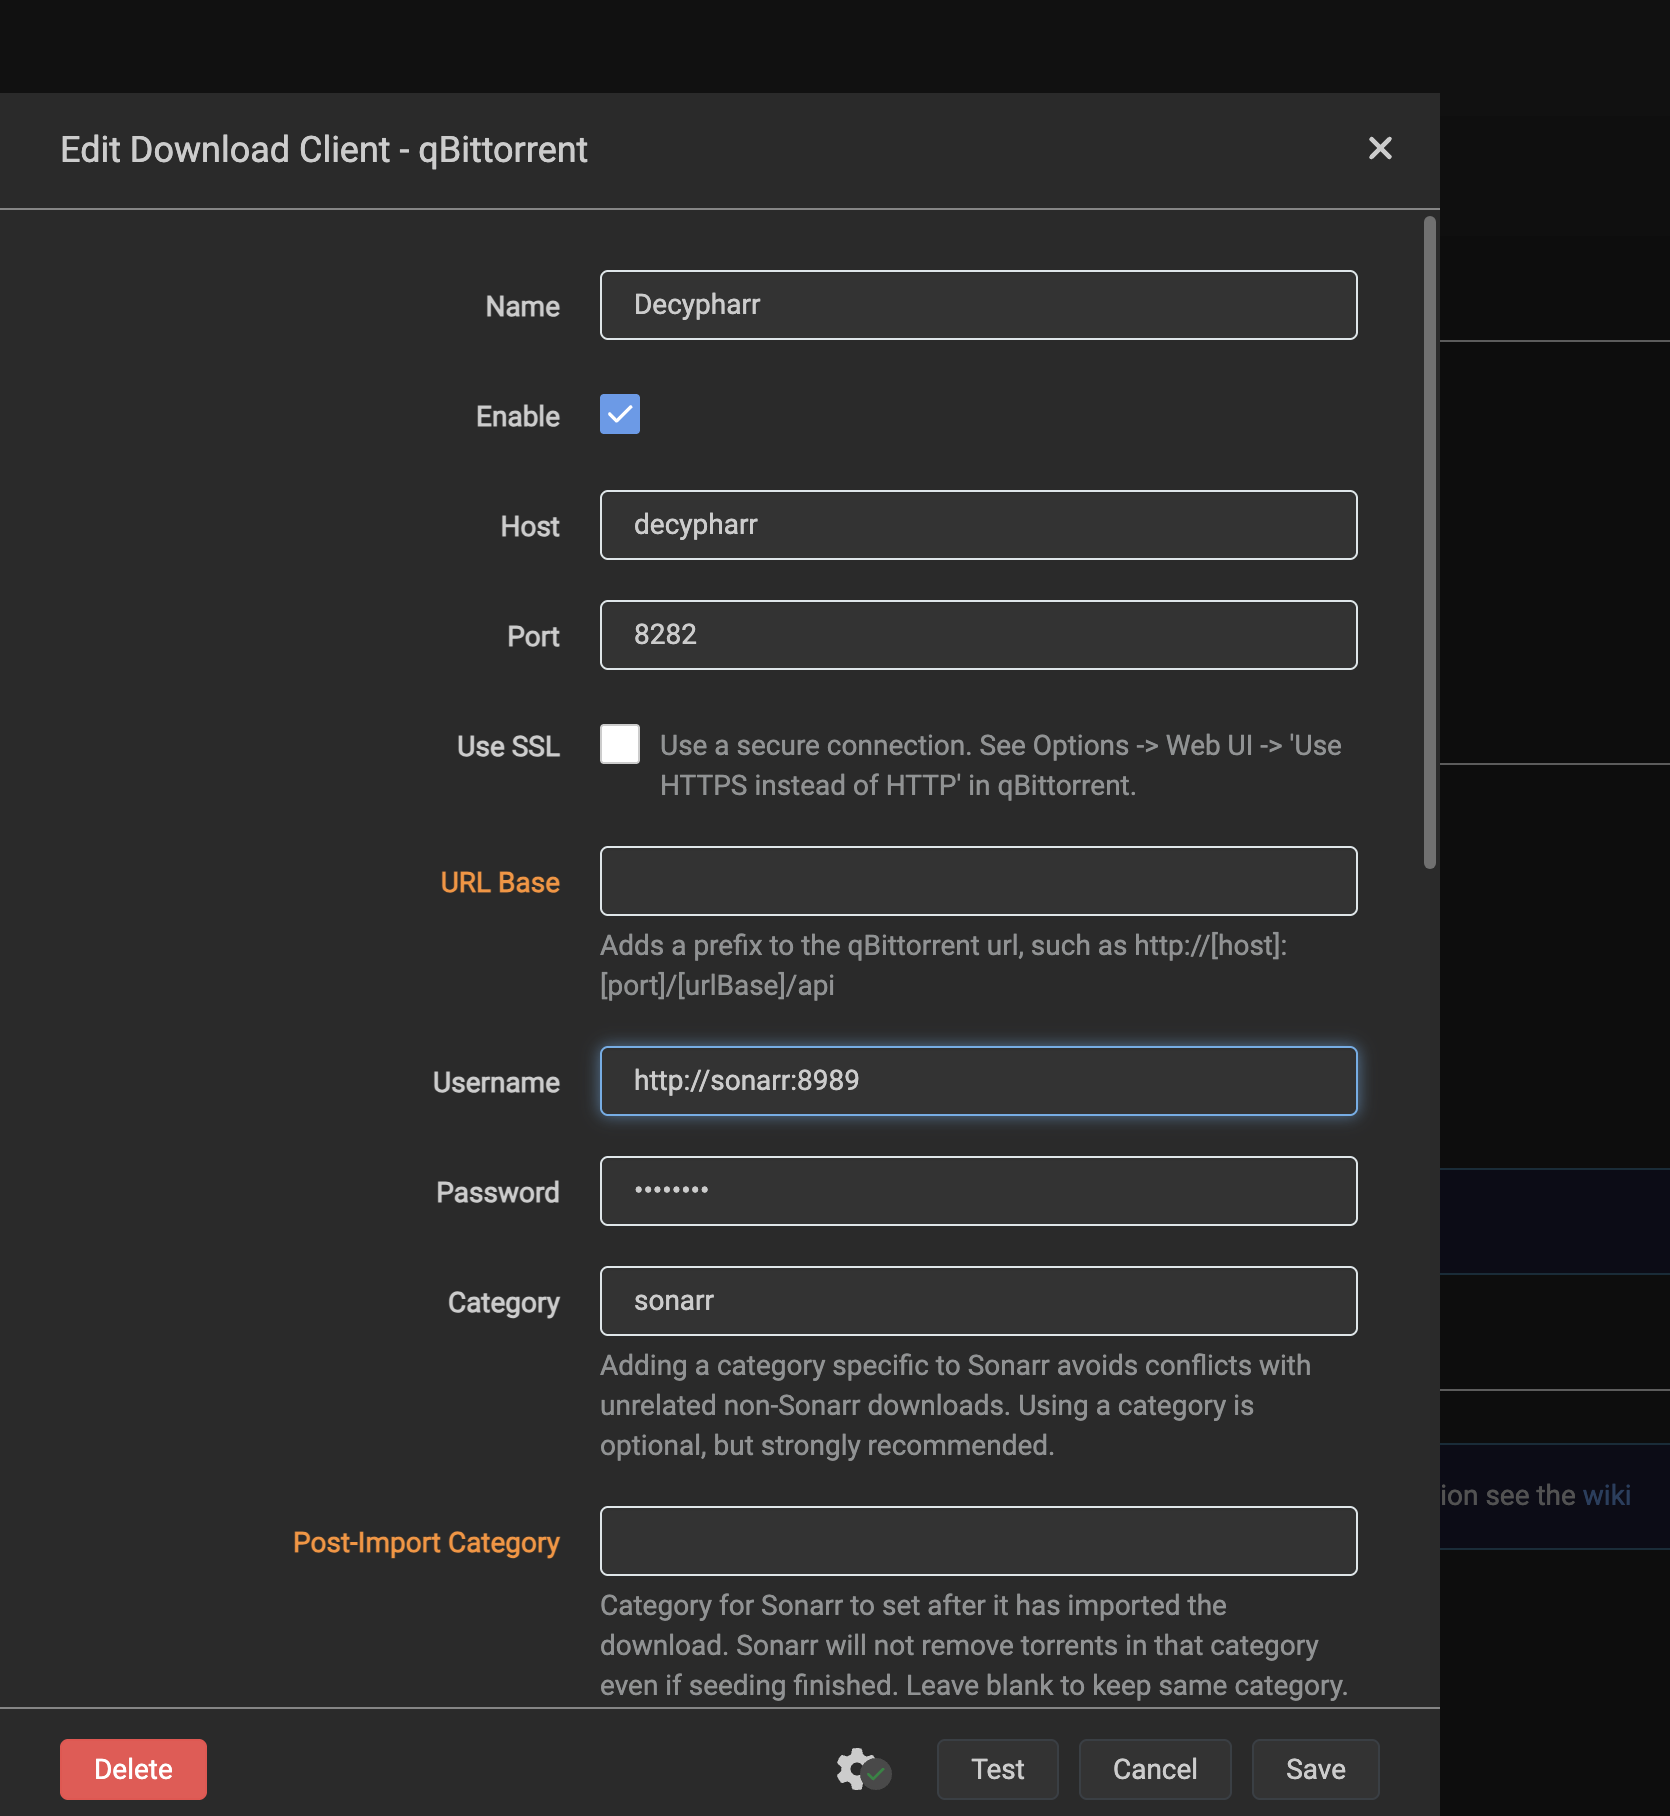 Edit Download Client - qBittorrent
Name
Decypharr
Enable
Host
decypharr
Port
8282
Use SSL
Use a secure connection. See Options -> Web UI -> 'Use
HTTPS instead of HTTP' in qBittorrent.
URL Base
Adds a prefix to the qBittorrent url, such as http://[host]:
[port]/[urlBase]/api
Username
http://sonarr:8989
Password
••••••••
Category
sonarr
Adding a category specific to Sonarr avoids conflicts with
unrelated non-Sonarr downloads. Using a category is
optional, but strongly recommended.
ion see the wiki
Post-Import Category
Category for Sonarr to set after it has imported the
download. Sonarr will not remove torrents in that category
even if seeding finished. Leave blank to keep same category.
Delete
Test
Cancel
Save